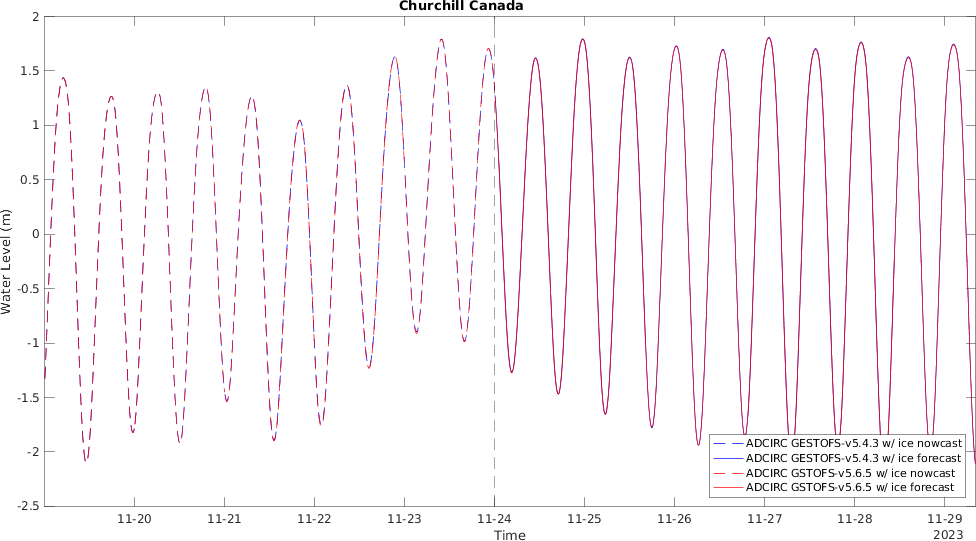 Churchill Canada
Water Level (m)
2
1.5
1
0.5
0
-0.5
-1
-1.5
-2
-2.5
ADCIRC GESTOFS-v5.4.3 w/ ice nowcast
ADCIRC GESTOFS-v5.4.3 w/ ice forecast
ADCIRC GSTOFS-v5.6.5 w/ ice nowcast
ADCIRC GSTOFS-v5.6.5 w/ ice forecast
11-20 11-21 11-22 11-23 11-24 11-25 11-26 11-27 11-28 11-29
Time 2023